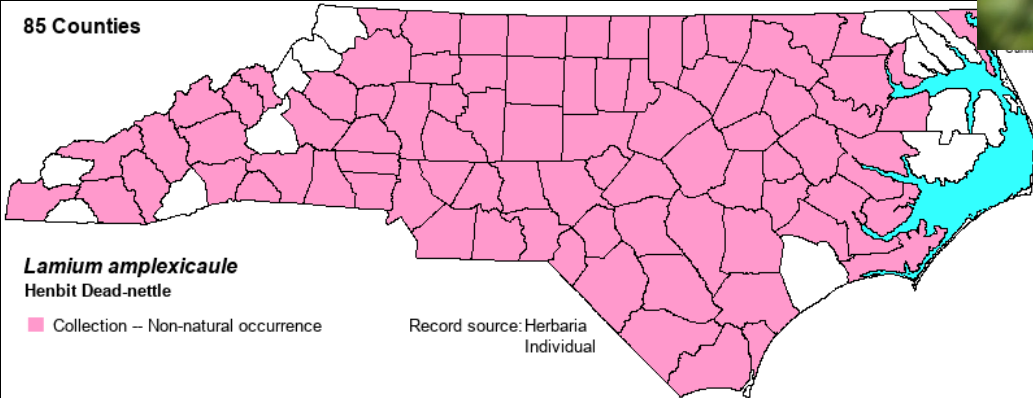 85 Counties
Lamium amplexicaule
Henbit Dead-nettle
Collection -- Non-natural occurrence
Record source: Herbaria
Individual